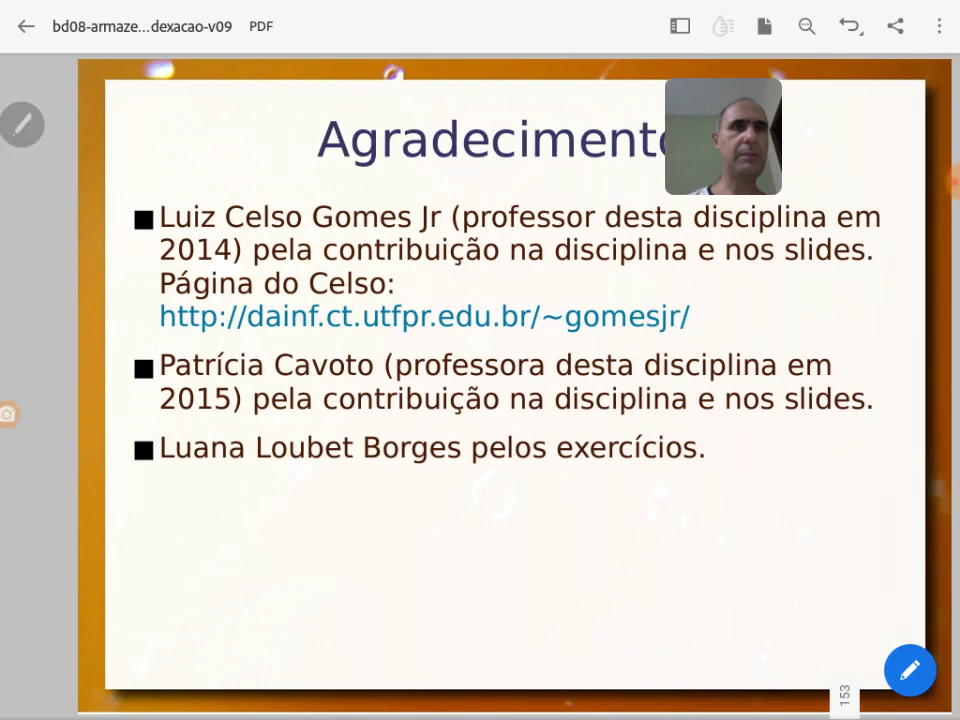 bd08-armaze...dexacao-v09 PDF
Agradecimento
■Luiz Celso Gomes Jr (professor desta disciplina em
2014) pela contribuição na disciplina e nos slides.
Página do Celso:
http://dainf.ct.utfpr.edu.br/~gomesjr/
■Patrícia Cavoto (professora desta disciplina em
2015) pela contribuição na disciplina e nos slides.
■Luana Loubet Borges pelos exercícios.
153